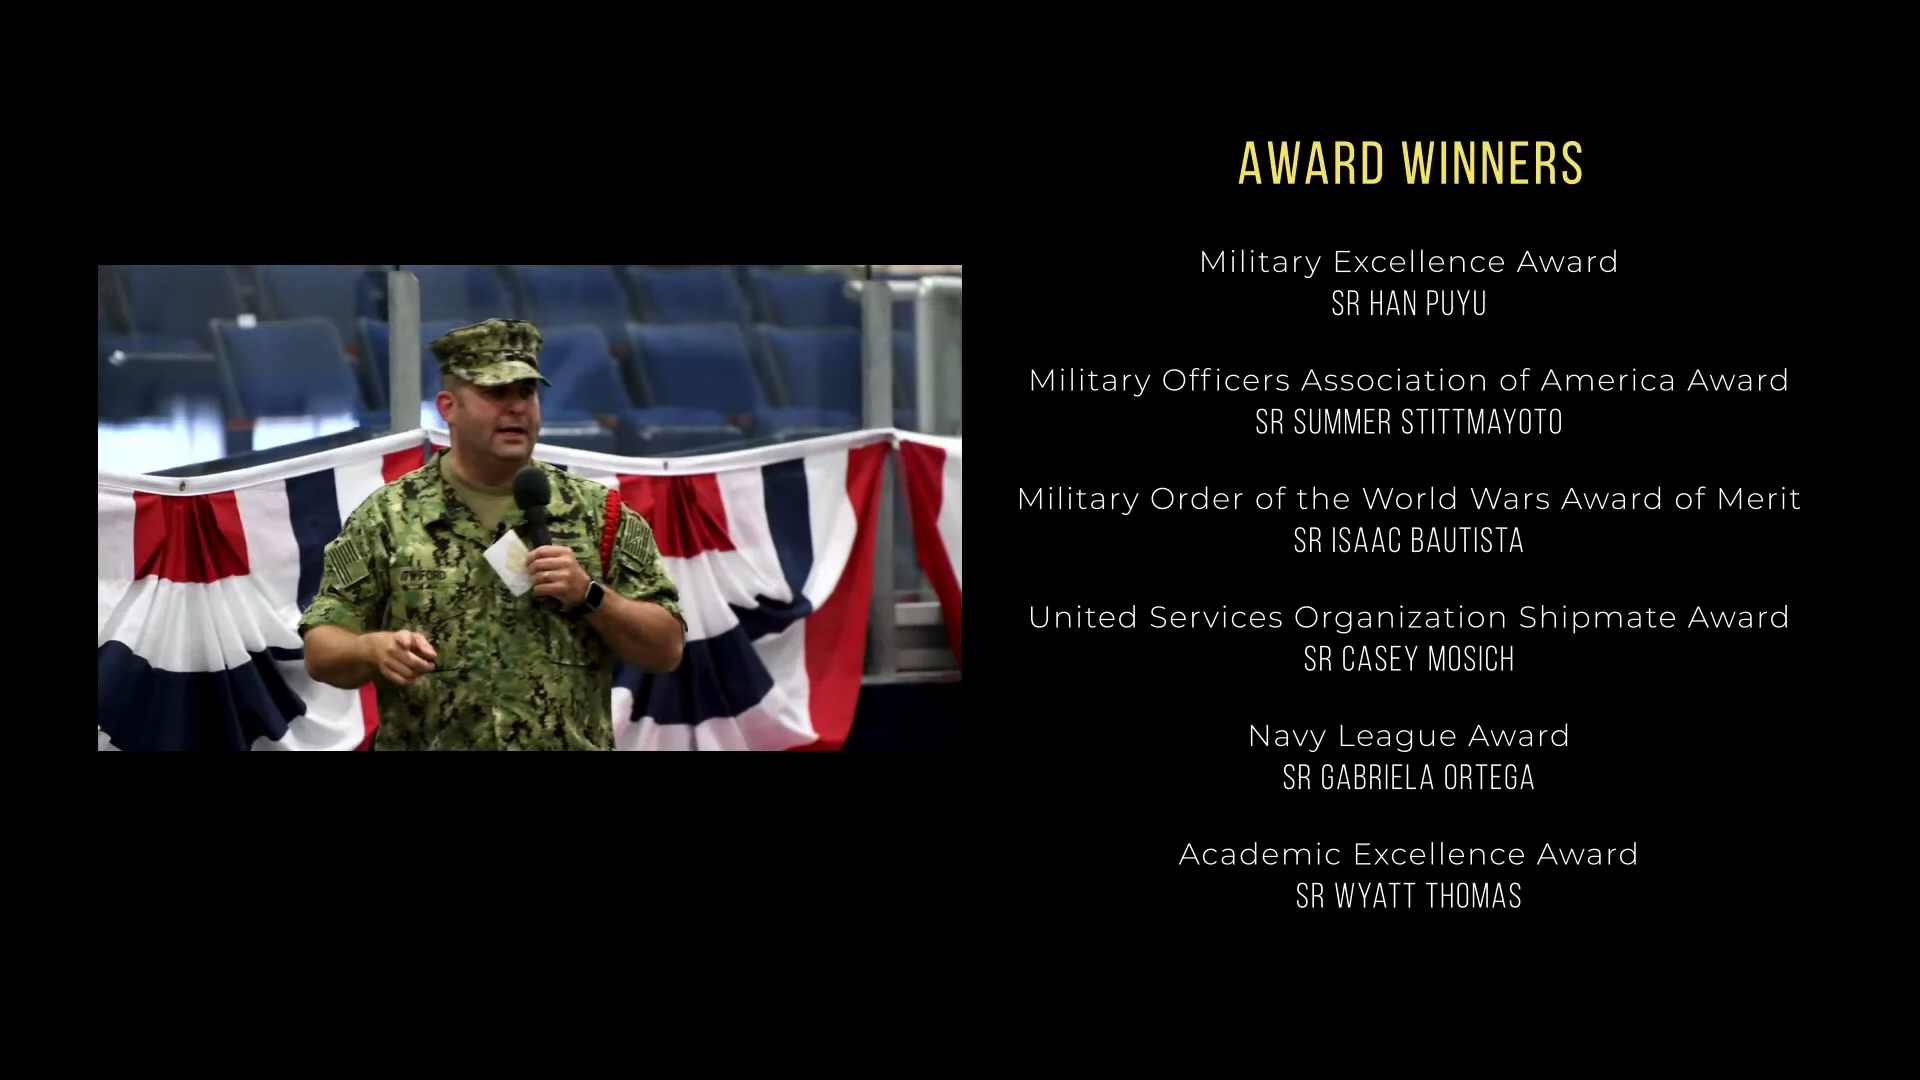 AWARD WINNERS
Military Excellence Award
SR HAN PUYU
Military Officers Association of America Award
SR SUMMER STITTMAYOTO
Military Order of the World Wars Award of Merit
SR ISAAC BAUTISTA
United Services Organization Shipmate Award
SR CASEY MOSICH
Navy League Award
SR GABRIELA ORTEGA
Academic Excellence Award
SR WYATT THOMAS